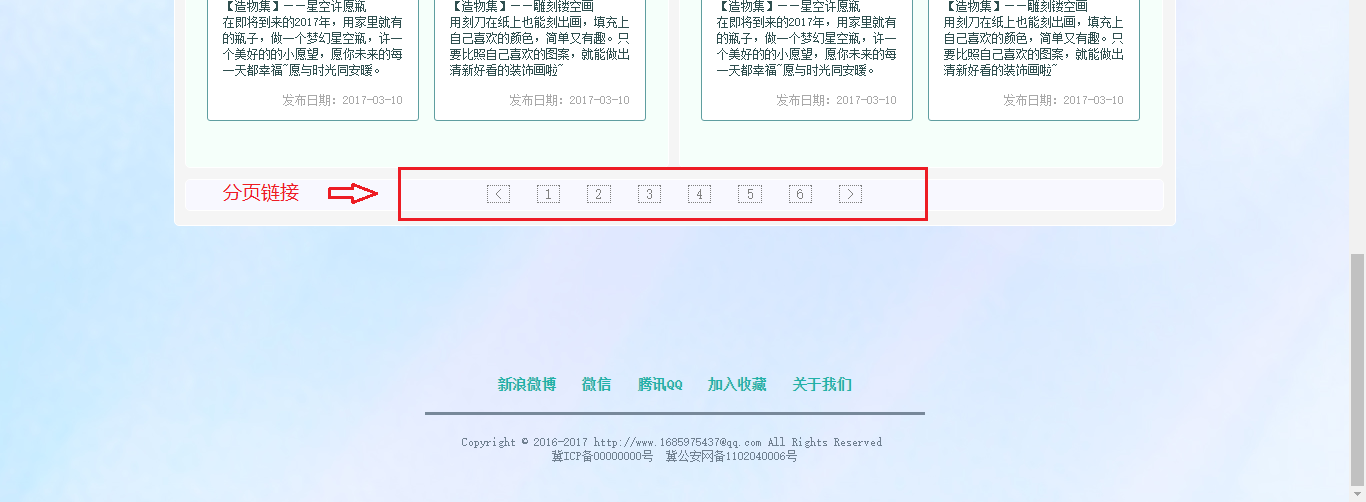 【造物集】——星空许愿瓶
在即将到来的2017年，用家里就有
的瓶子，做一个梦幻星空瓶，许一
个美好的的小愿望，愿你未来的每
一天都幸福~愿与时光同安暖。
发布日期：2017-03-10
【造物集】——雕刻镂空画
用刻刀在纸上也能刻出画，填充上
自己喜欢的颜色，简单又有趣。只
要比照自己喜欢的图案，就能做出
清新好看的装饰画啦~
发布日期：2017-03-10
【造物集】——星空许愿瓶
在即将到来的2017年，用家里就有
的瓶子，做一个梦幻星空瓶，许一
个美好的的小愿望，愿你未来的每
一天都幸福~愿与时光同安暖。
发布日期：2017-03-10
【造物集】——雕刻镂空画
用刻刀在纸上也能刻出画，填充上
自己喜欢的颜色，简单又有趣。只
要比照自己喜欢的图案，就能做出
清新好看的装饰画啦~
发布日期：2017-03-10
分页链接
< 1 2 3 4 5 6 >
新浪微博 微信 腾讯QQ 加入收藏 关于我们
Copyright © 2016-2017 http://www.1685975437@qq.com All Rights Reserved
冀ICP备00000000号 冀公安网备1102040006号